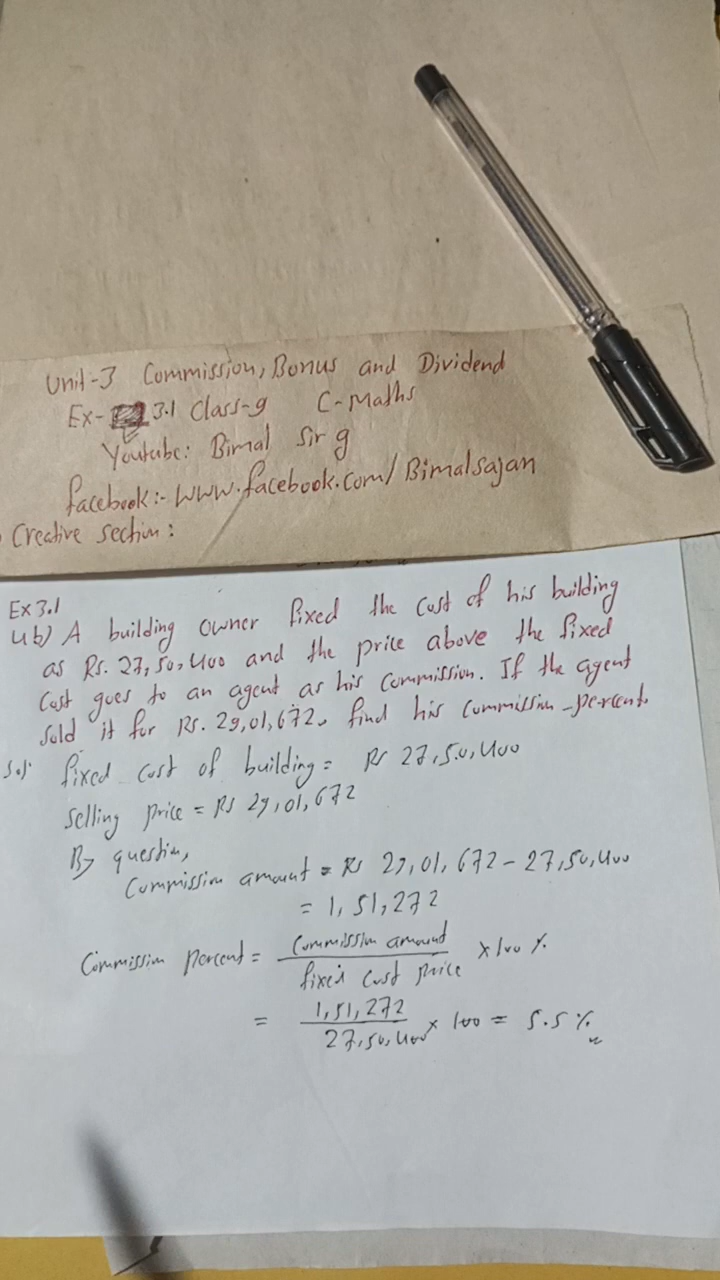 Unit-3 Commission, Bonus and Dividend
Ex- 3.1 Class-9 C-Maths
Youtube: Bimal Sir g
facebook:- www.facebook.com/Bimalsajan
Creative section:
Ex 3.1
4b) A building owner fixed the cost of his building
as Rs. 27,50,400 and the price above the fixed
Cost goes to an agent as his commission. If the agent
sold it for Rs. 29,01,672. find his commission-percent.
Sol: fixed cost of building = Rs 27,50,400
Selling price = Rs 29,01,672
By question,
Commission amount = Rs 29,01,672 - 27,50,400
= 1,51,272
Commission percent = Commission amount / fixed cost price × 100 %
= 1,51,272 / 27,50,400 × 100 = 5.5 %